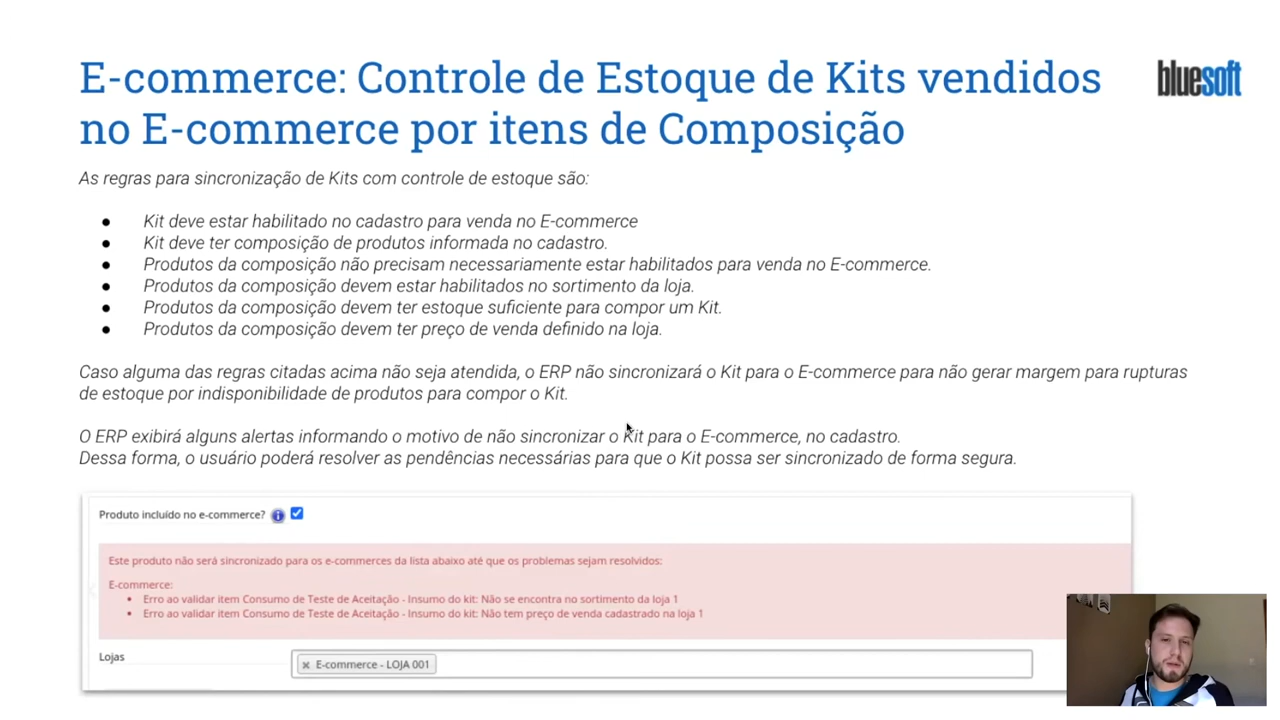 E-commerce: Controle de Estoque de Kits vendidos
no E-commerce por itens de Composição
bluesoft
As regras para sincronização de Kits com controle de estoque são:
● Kit deve estar habilitado no cadastro para venda no E-commerce
● Kit deve ter composição de produtos informada no cadastro.
● Produtos da composição não precisam necessariamente estar habilitados para venda no E-commerce.
● Produtos da composição devem estar habilitados no sortimento da loja.
● Produtos da composição devem ter estoque suficiente para compor um Kit.
● Produtos da composição devem ter preço de venda definido na loja.
Caso alguma das regras citadas acima não seja atendida, o ERP não sincronizará o Kit para o E-commerce para não gerar margem para rupturas
de estoque por indisponibilidade de produtos para compor o Kit.
O ERP exibirá alguns alertas informando o motivo de não sincronizar o Kit para o E-commerce, no cadastro.
Dessa forma, o usuário poderá resolver as pendências necessárias para que o Kit possa ser sincronizado de forma segura.
Produto incluído no e-commerce?
Este produto não será sincronizado para os e-commerces da lista abaixo até que os problemas sejam resolvidos:
E-commerce:
• Erro ao validar item Consumo de Teste de Aceitação - Insumo do kit: Não se encontra no sortimento da loja 1
• Erro ao validar item Consumo de Teste de Aceitação - Insumo do kit: Não tem preço de venda cadastrado na loja 1
Lojas
× E-commerce - LOJA 001